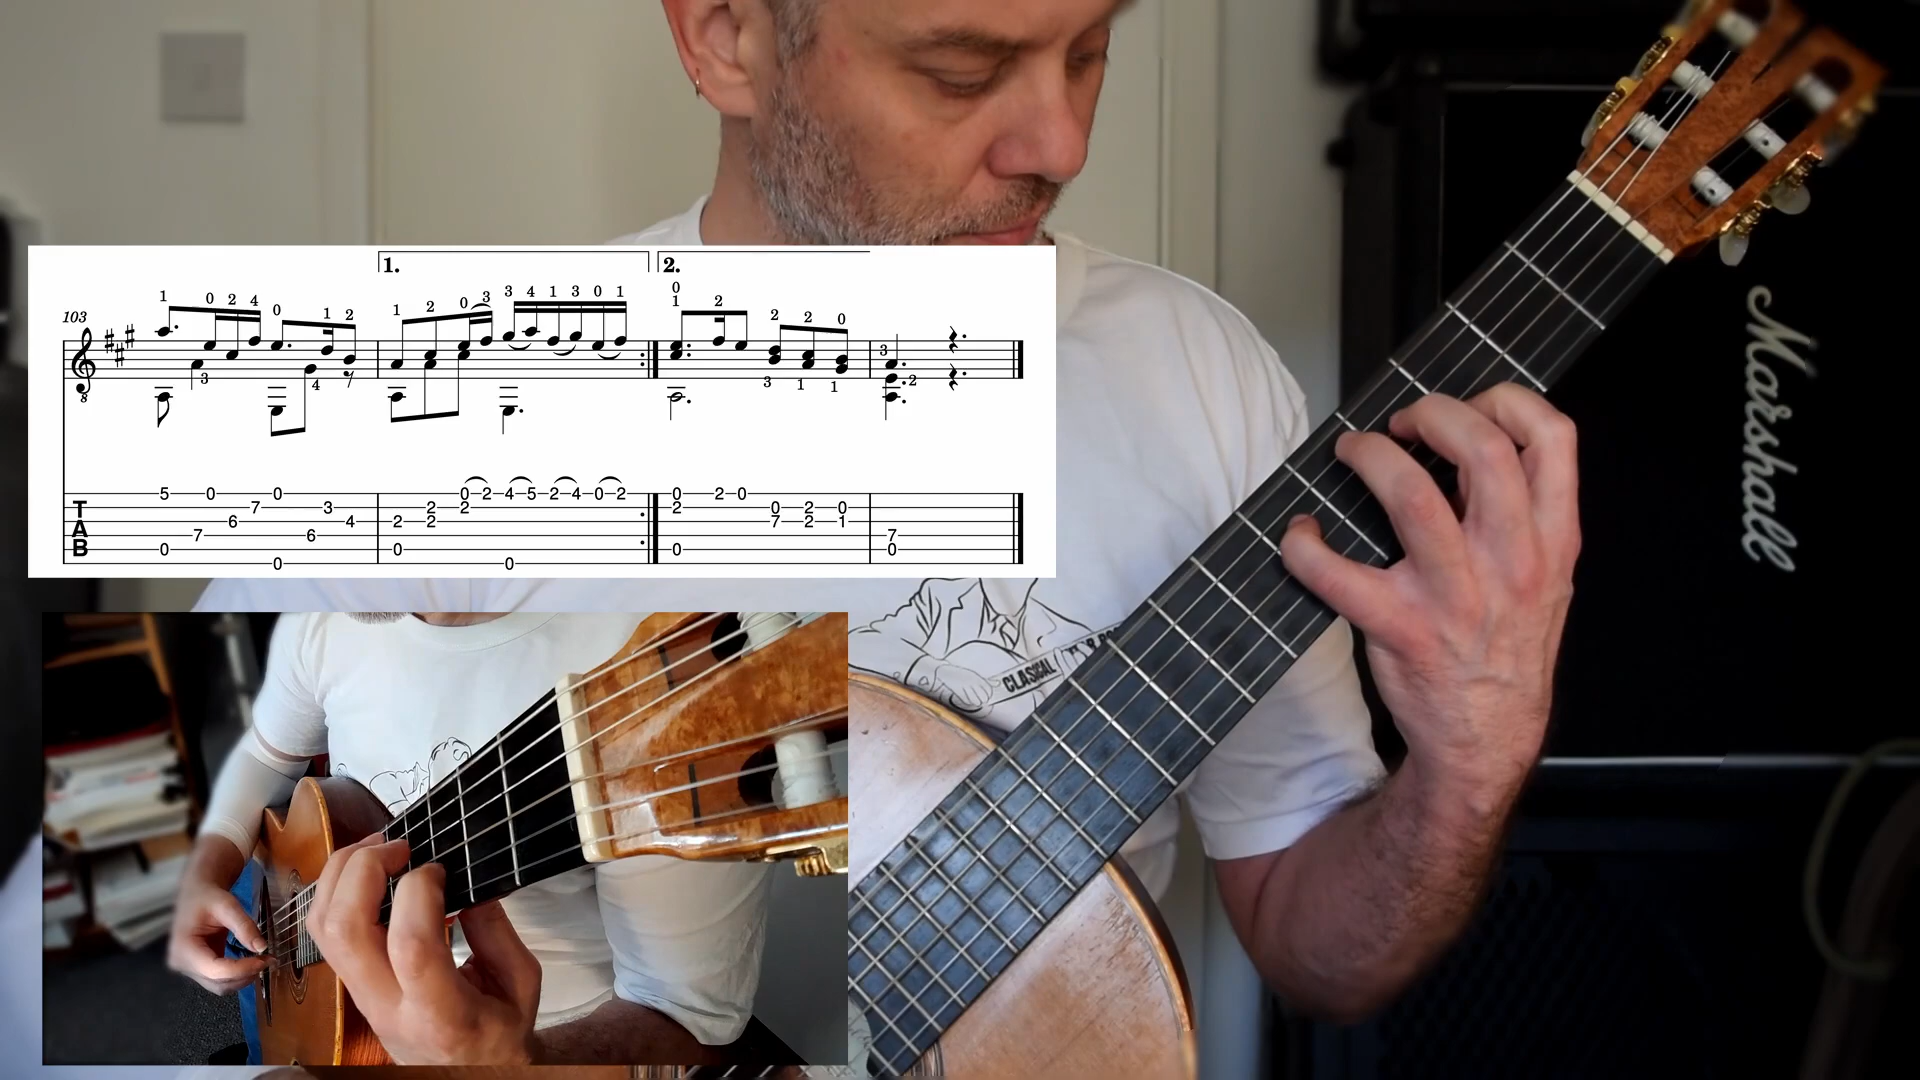 1. 2.
0
1 0 2 4 0 1 2 1 2 0 3 3 4 1 3 0 1 1 2 2 2 0
103
8 3 4 3 1 1 3 2
5 0 0 0 2 4 5 2 4 0 2 0 2 0
T 7 3 2 2 2 0 2 0
6 4 2 2 7 2 1
A 7 6 7
B 0 0 0 0
0 0
Marshall
CLASICAL